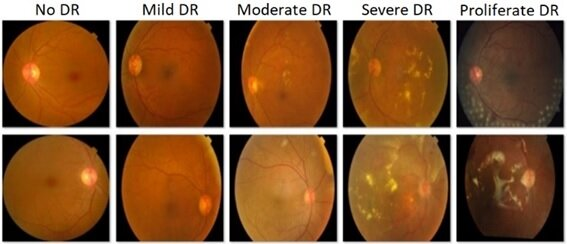 No DR
Mild DR
Moderate DR
Severe DR
Proliferate DR